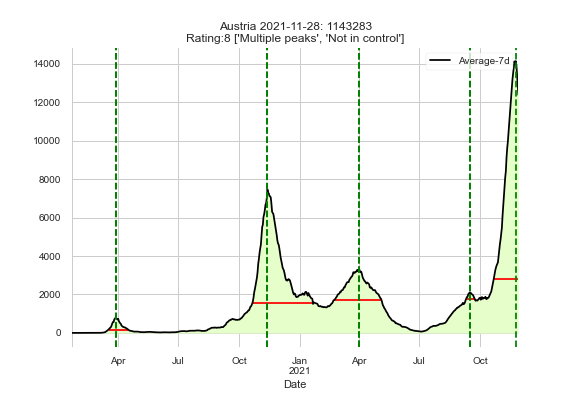 Austria 2021-11-28: 1143283
Rating:8 ['Multiple peaks', 'Not in control']
Average-7d
14000
12000
10000
8000
6000
4000
2000
0
Apr Jul Oct Jan Apr Jul Oct
2021
Date